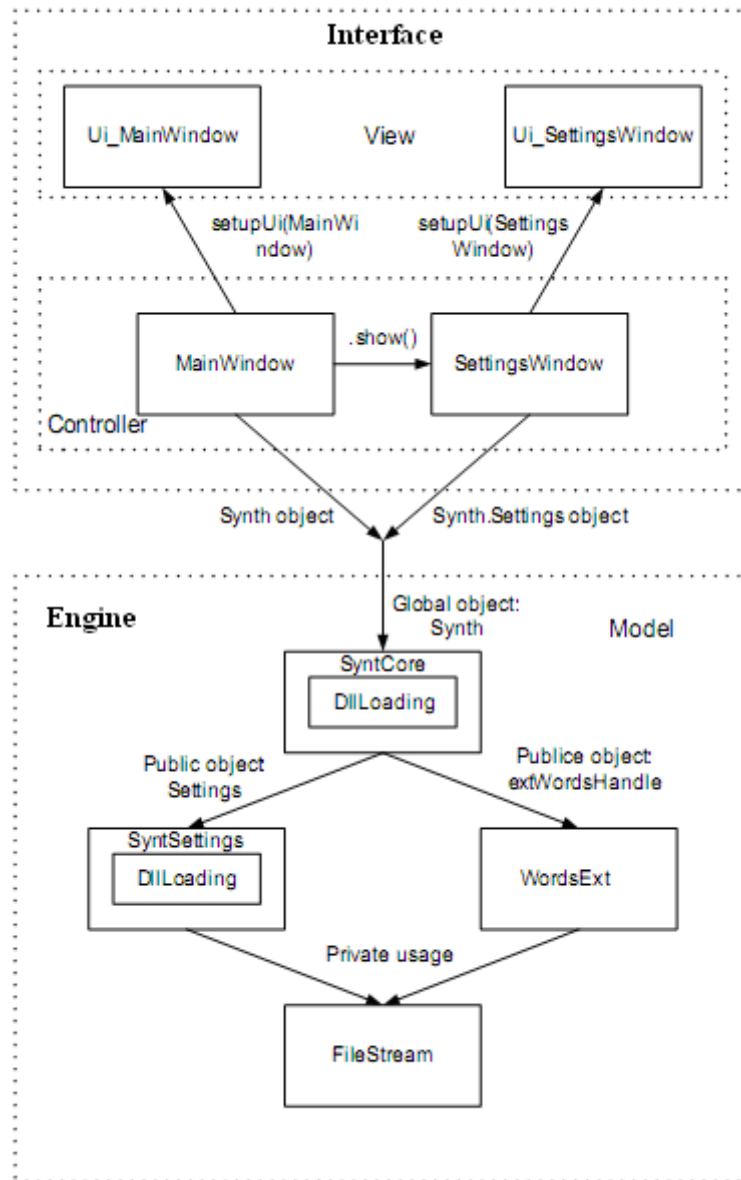 Interface
Ui_MainWindow
View
Ui_SettingsWindow
setupUi(MainWi
ndow)
setupUi(Settings
Window)
MainWindow
.show()
SettingsWindow
Controller
Synth object
Synth.Settings object
Engine
Global object:
Synth
Model
SyntCore
DllLoading
Public object
Settings
Publice object:
extWordsHandle
SyntSettings
DllLoading
WordsExt
Private usage
FileStream